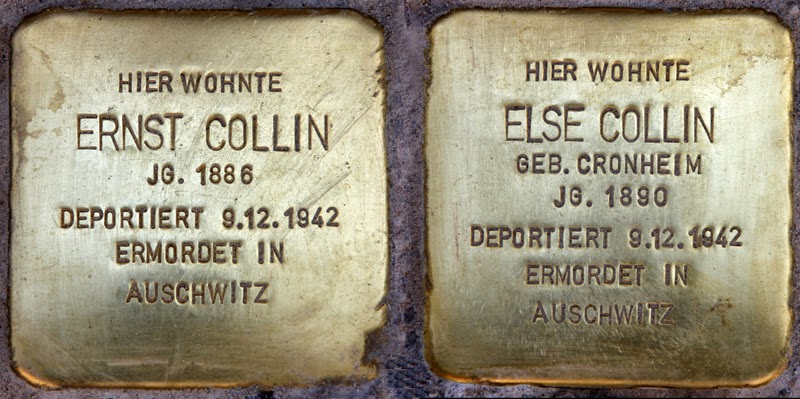 HIER WOHNTE
ERNST COLLIN
JG. 1886
DEPORTIERT 9.12.1942
ERMORDET IN
AUSCHWITZ
HIER WOHNTE
ELSE COLLIN
GEB. CRONHEIM
JG. 1890
DEPORTIERT 9.12.1942
ERMORDET IN
AUSCHWITZ